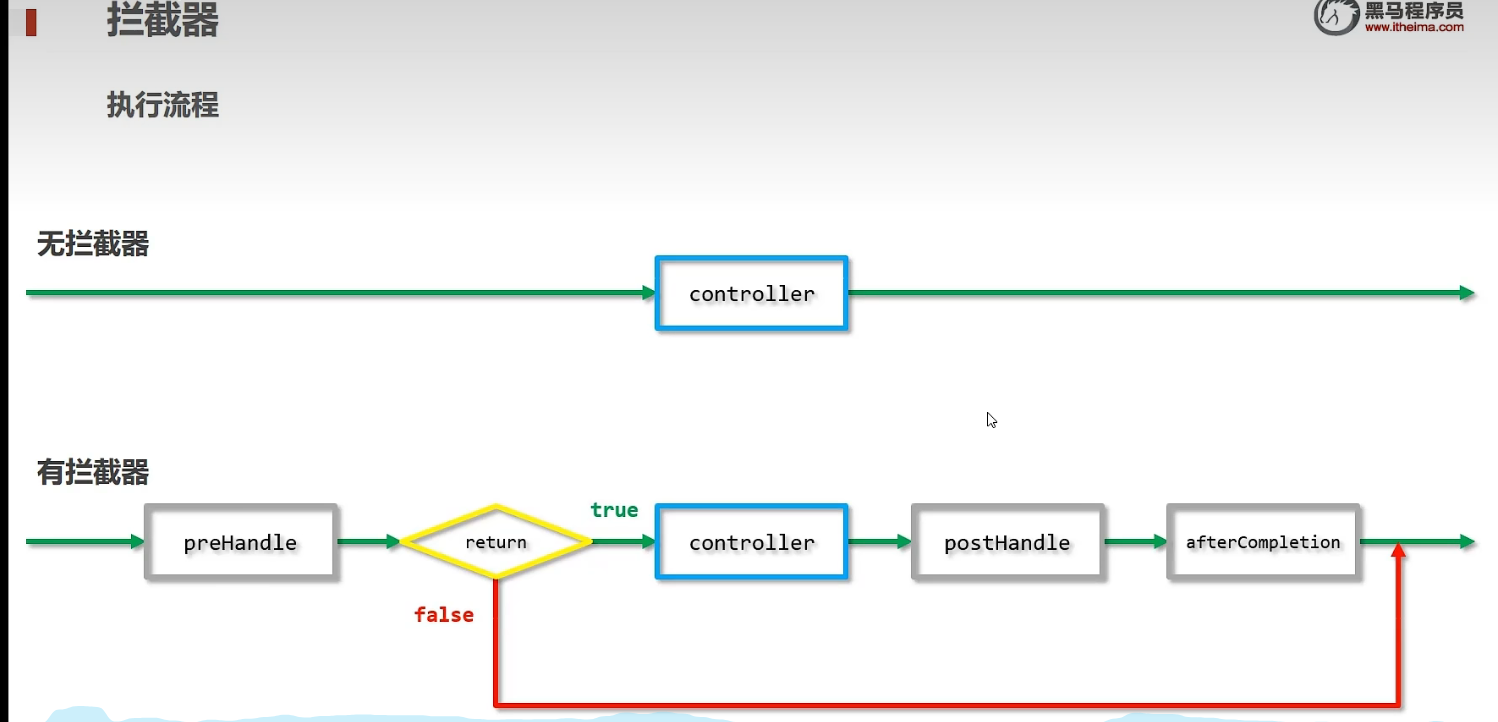 拦截器
黑马程序员
www.itheima.com
执行流程
无拦截器
controller
有拦截器
preHandle
return
true
controller
postHandle
afterCompletion
false